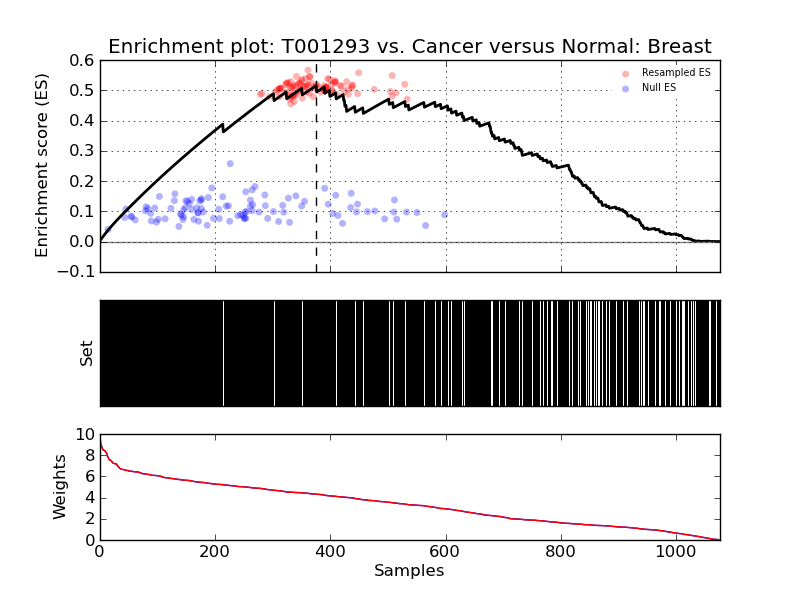 Enrichment plot: T001293 vs. Cancer versus Normal: Breast
Enrichment score (ES)
0.6
0.5
0.4
0.3
0.2
0.1
0.0
−0.1
Resampled ES
Null ES
Set
Weights
10
8
6
4
2
0
0 200 400 600 800 1000
Samples